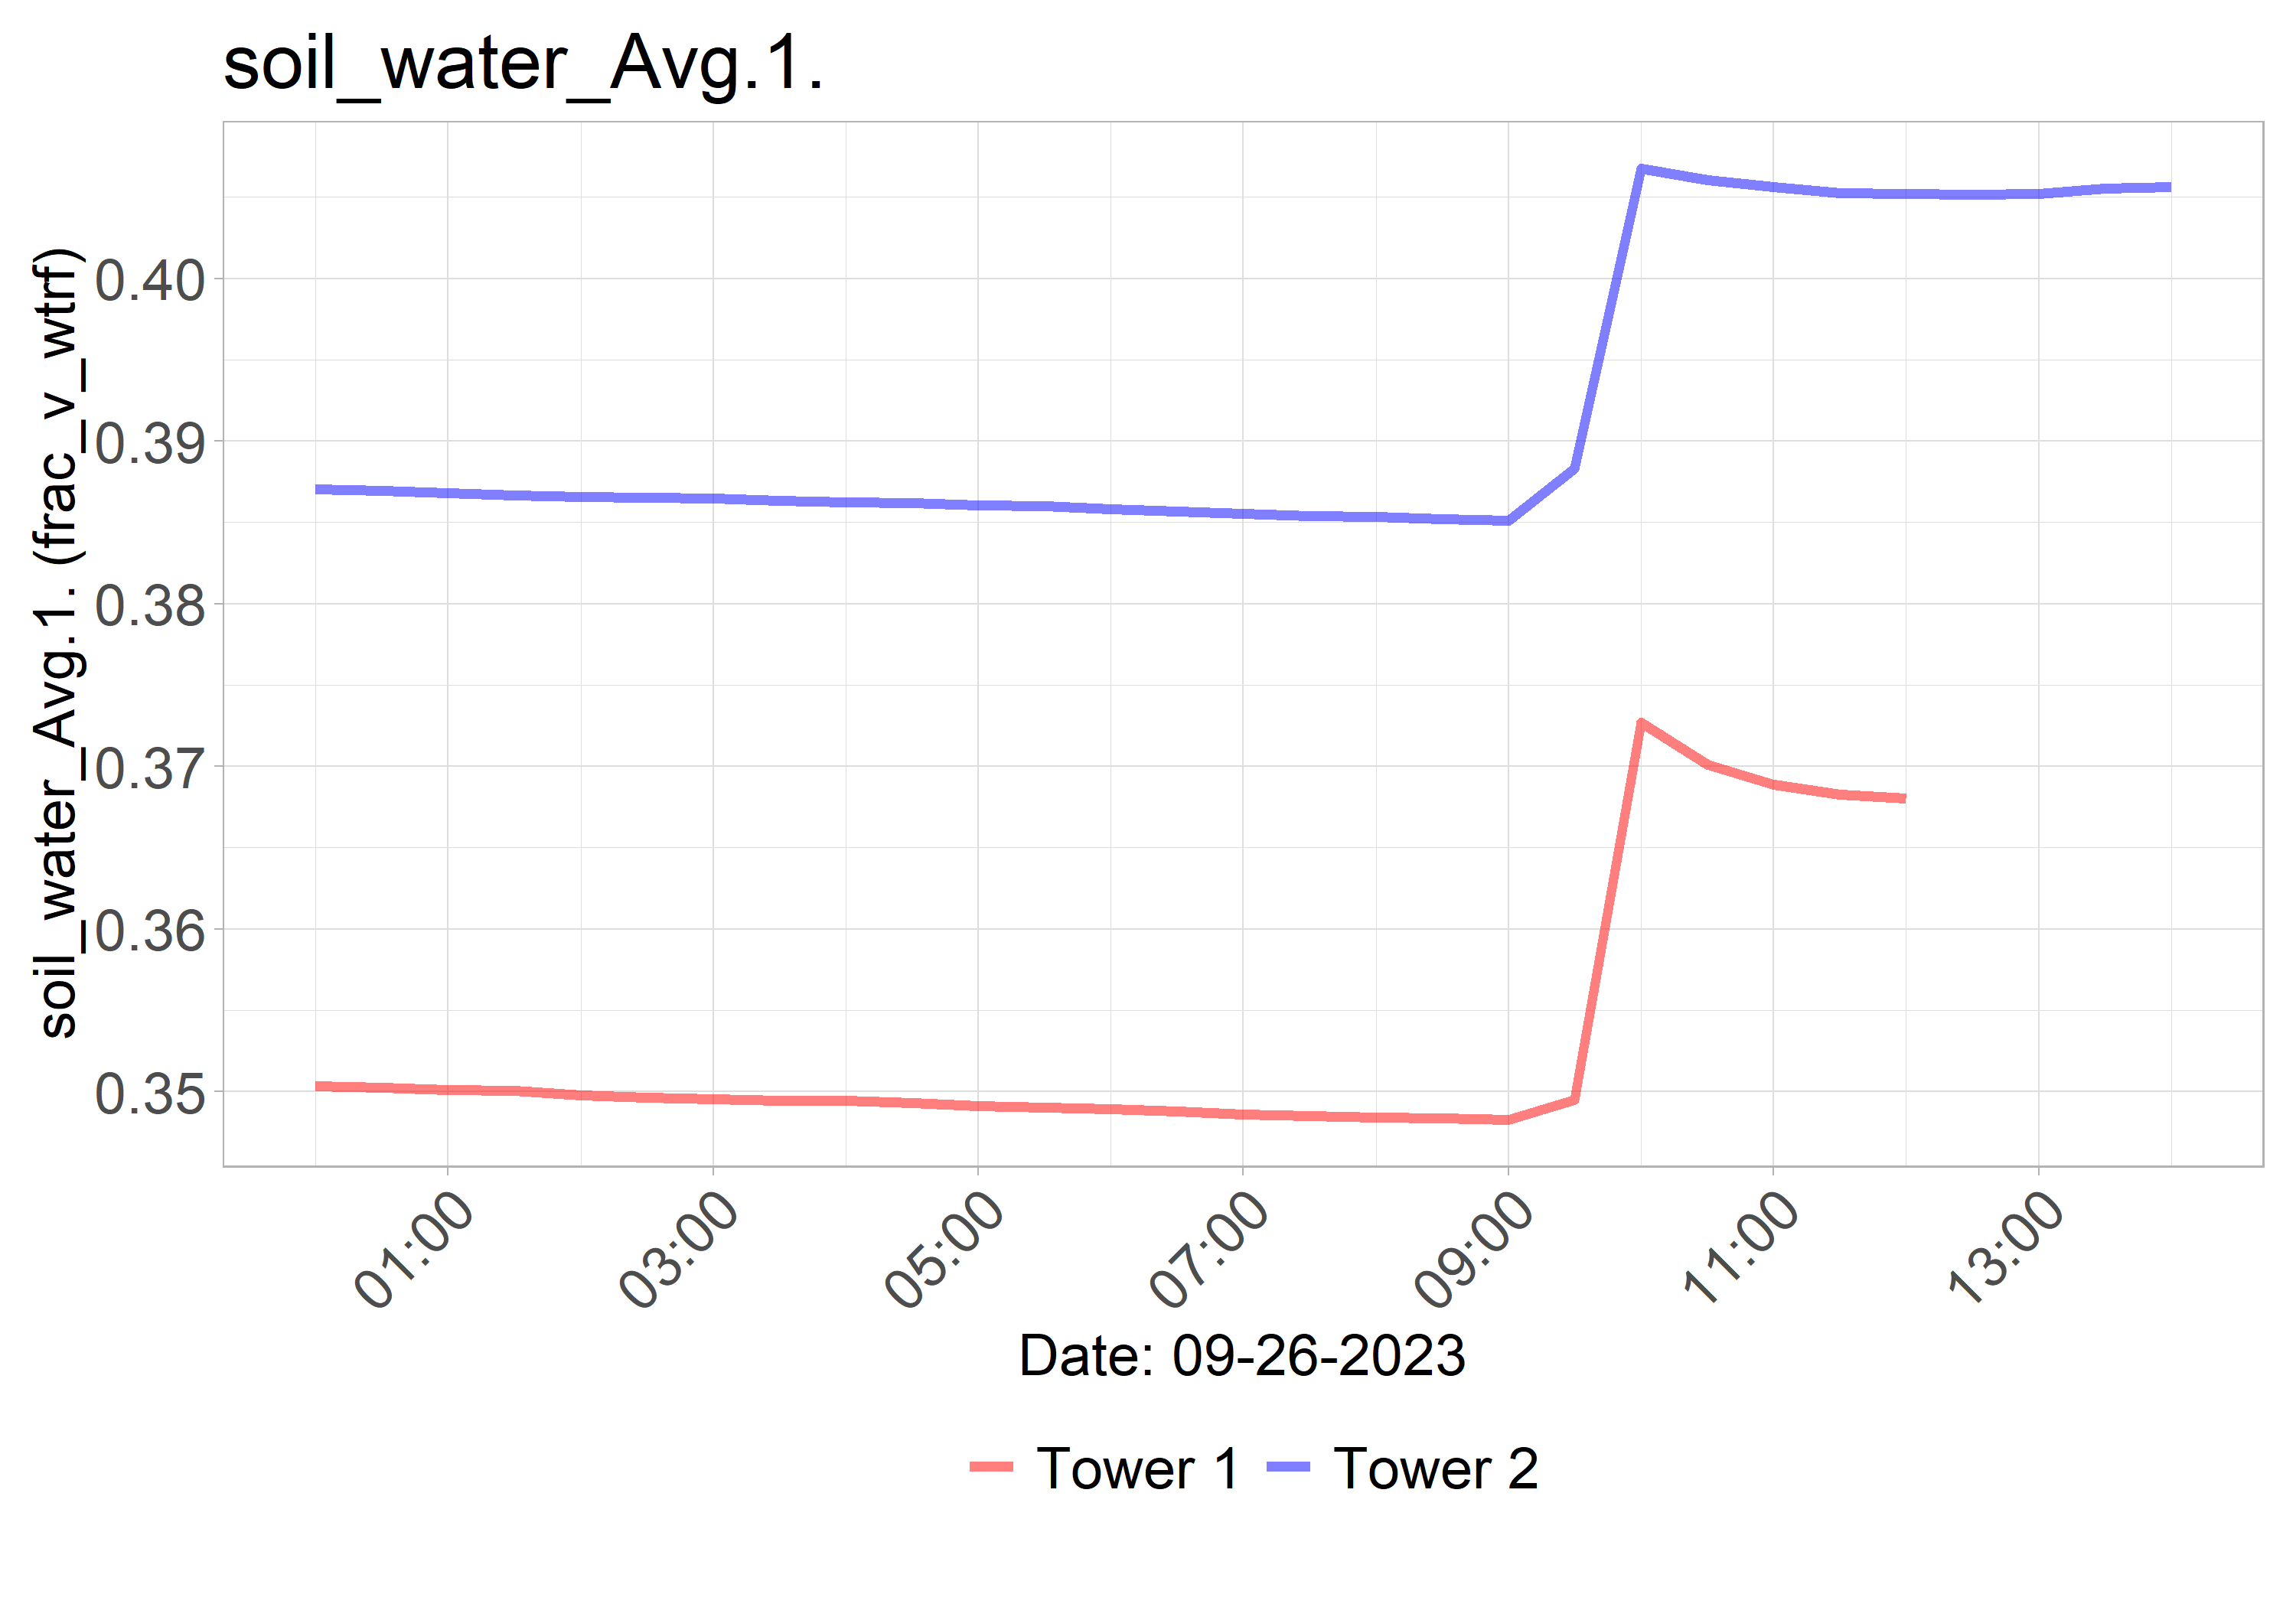 soil_water_Avg.1.
soil_water_Avg.1. (frac_v_wtrf)
0.40
0.39
0.38
0.37
0.36
0.35
01:00
03:00
05:00
07:00
09:00
11:00
13:00
Date: 09-26-2023
Tower 1
Tower 2